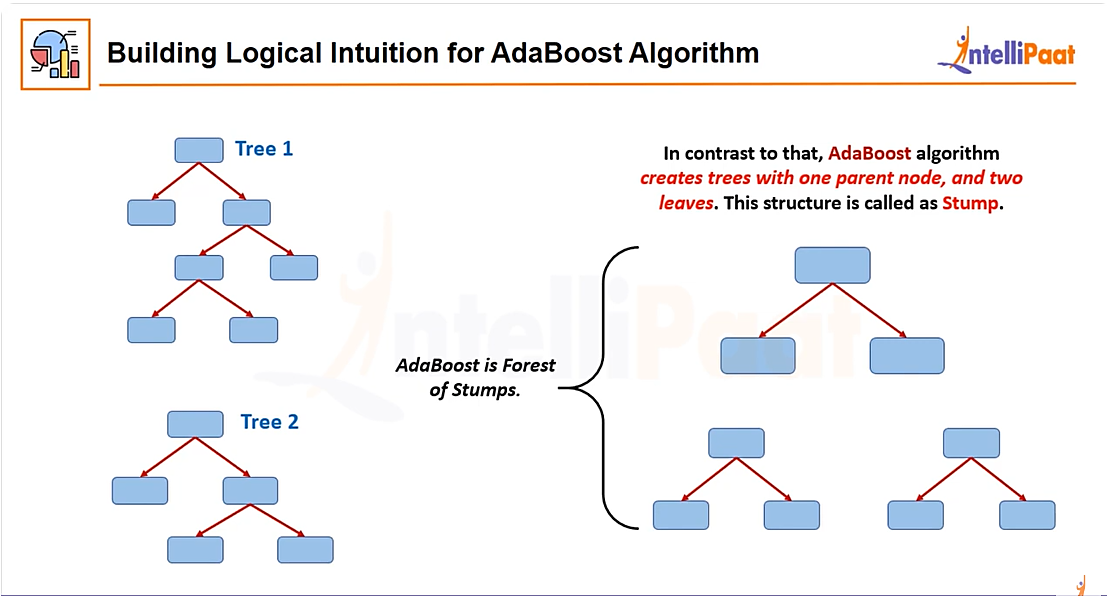 Building Logical Intuition for AdaBoost Algorithm
intelliPaat
Tree 1
In contrast to that, AdaBoost algorithm
creates trees with one parent node, and two
leaves. This structure is called as Stump.
intelliPaat
AdaBoost is Forest
of Stumps.
Tree 2